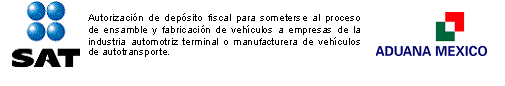 Autorización de depósito fiscal para someterse al proceso
de ensamble y fabricación de vehículos a empresas de la
industria automotriz terminal o manufacturera de vehículos
de autotransporte.
SAT
ADUANA MEXICO